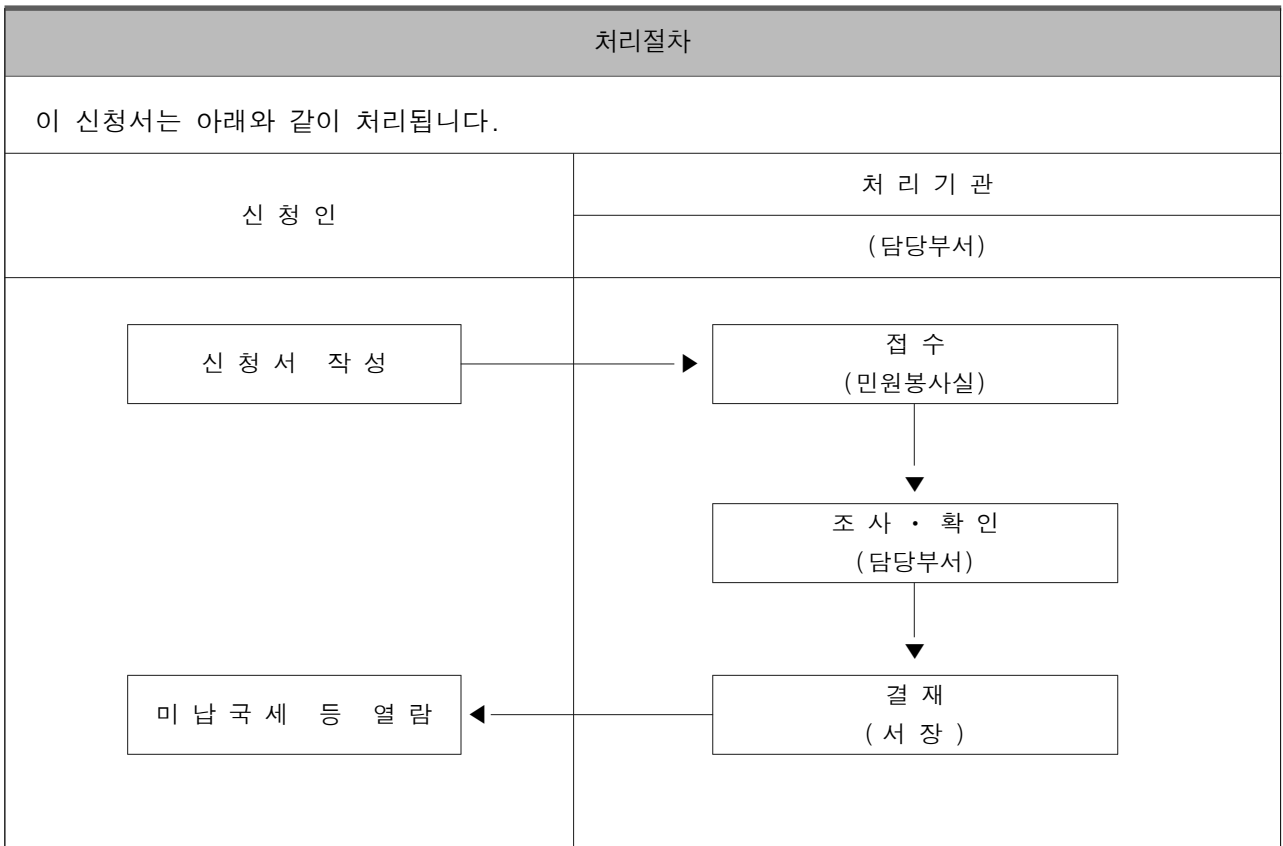 처리절차
이 신청서는 아래와 같이 처리됩니다.
신 청 인
처 리 기 관
(담당부서)
신 청 서 작 성
접 수
(민원봉사실)
조 사 · 확 인
(담당부서)
미 납 국 세 등 열 람
결 재
( 서 장 )